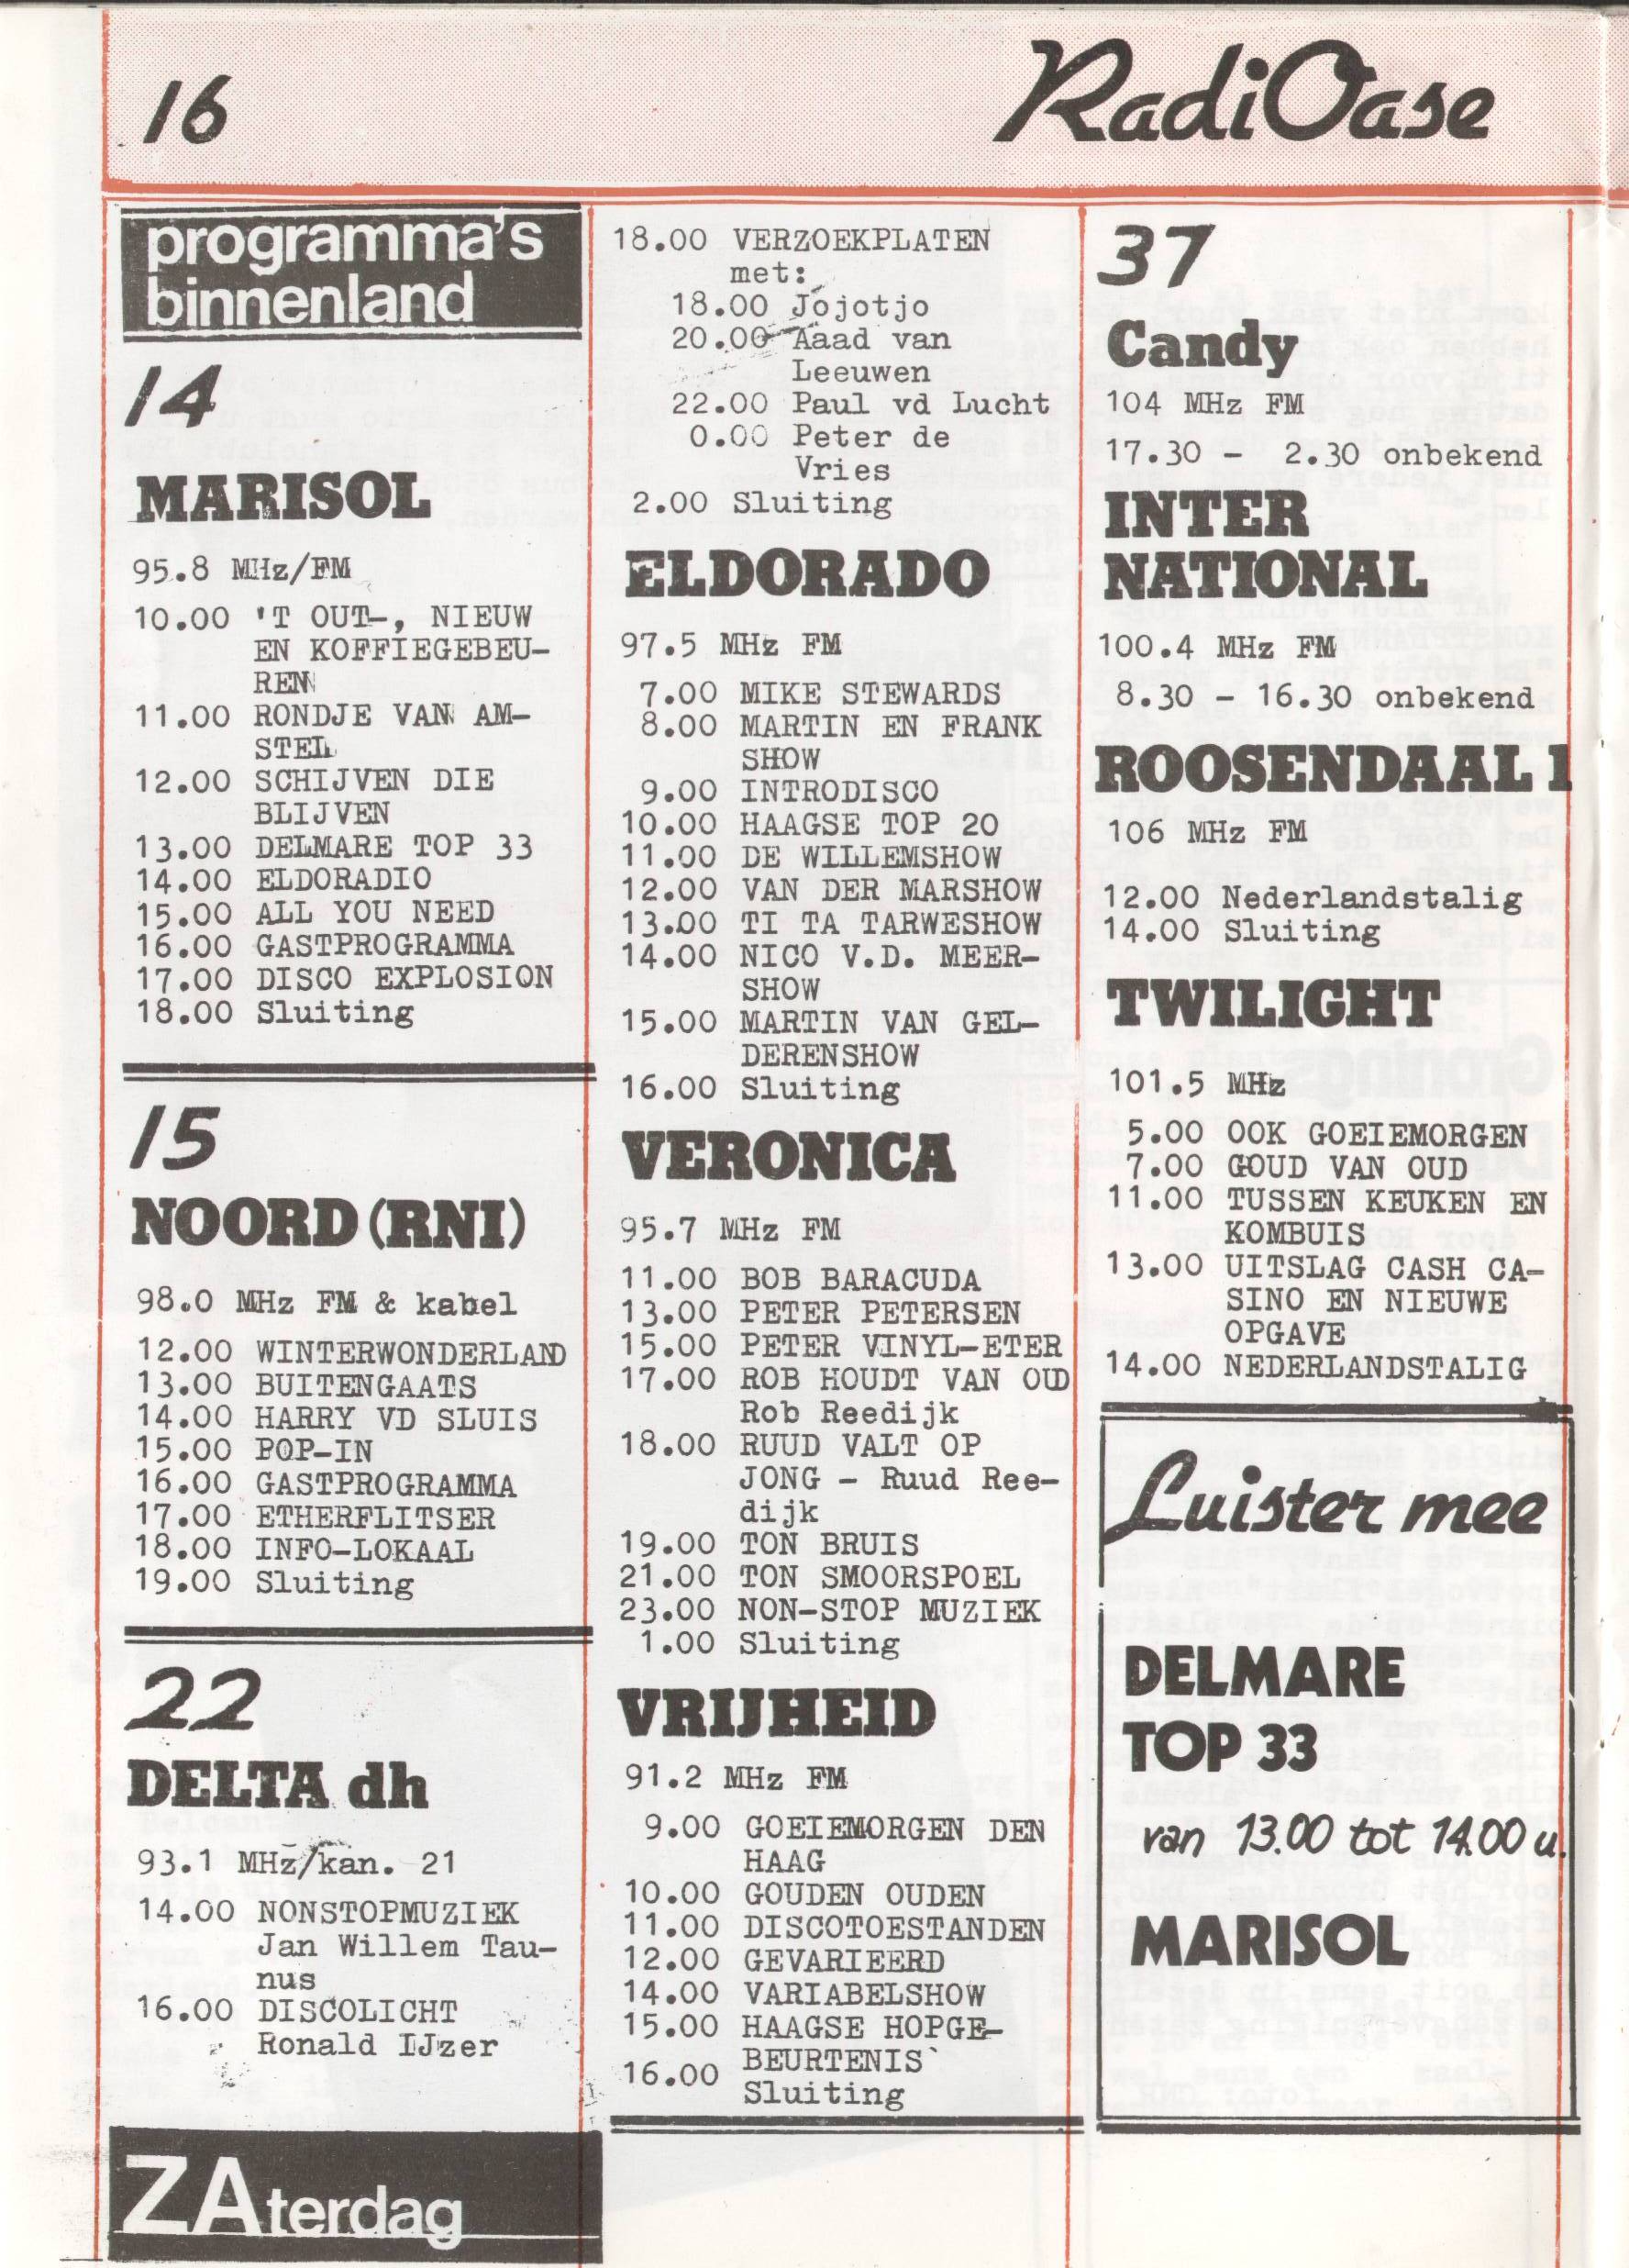 16
RadiOase
programma's
binnenland
14
MARISOL
95.8 MHz/FM
10.00 'T OUT-, NIEUW
EN KOFFIEGEBEU-
REN
11.00 RONDJE VAN AM-
STEL
12.00 SCHIJVEN DIE
BLIJVEN
13.00 DELMARE TOP 33
14.00 ELDORADIO
15.00 ALL YOU NEED
16.00 GASTPROGRAMMA
17.00 DISCO EXPLOSION
18.00 Sluiting
15
NOORD (RNI)
98.0 MHz FM & kabel
12.00 WINTERWONDERLAND
13.00 BUITENGAATS
14.00 HARRY VD SLUIS
15.00 POP-IN
16.00 GASTPROGRAMMA
17.00 ETHERFLITSER
18.00 INFO-LOKAAL
19.00 Sluiting
22
DELTA dh
93.1 MHz/kan. 21
14.00 NONSTOPMUZIEK
Jan Willem Tau-
nus
16.00 DISCOLICHT
Ronald IJzer
ZAterdag
18.00 VERZOEKPLATEN
met:
18.00 Jojotjo
20.00 Aaad van
Leeuwen
22.00 Paul vd Lucht
0.00 Peter de
Vries
2.00 Sluiting
ELDORADO
97.5 MHz FM
7.00 MIKE STEWARDS
8.00 MARTIN EN FRANK
SHOW
9.00 INTRODISCO
10.00 HAAGSE TOP 20
11.00 DE WILLEMSHOW
12.00 VAN DER MARSHOW
13.00 TI TA TARWESHOW
14.00 NICO V.D. MEER-
SHOW
15.00 MARTIN VAN GEL-
DERENSHOW
16.00 Sluiting
VERONICA
95.7 MHz FM
11.00 BOB BARACUDA
13.00 PETER PETERSEN
15.00 PETER VINYL-ETER
17.00 ROB HOUDT VAN OUD
Rob Reedijk
18.00 RUUD VALT OP
JONG - Ruud Ree-
dijk
19.00 TON BRUIS
21.00 TON SMOORSPOEL
23.00 NON-STOP MUZIEK
1.00 Sluiting
VRIJHEID
91.2 MHz FM
9.00 GOEIEMORGEN DEN
HAAG
10.00 GOUDEN OUDEN
11.00 DISCOTOESTANDEN
12.00 GEVARIEERD
14.00 VARIABELSHOW
15.00 HAAGSE HOPGE-
BEURTENIS
16.00 Sluiting
37
Candy
104 MHz FM
17.30 - 2.30 onbekend
INTER
NATIONAL
100.4 MHz FM
8.30 - 16.30 onbekend
ROOSENDAAL 1
106 MHz FM
12.00 Nederlandstalig
14.00 Sluiting
TWILIGHT
101.5 MHz
5.00 OOK GOEIEMORGEN
7.00 GOUD VAN OUD
11.00 TUSSEN KEUKEN EN
KOMBUIS
13.00 UITSLAG CASH CA-
SINO EN NIEUWE
OPGAVE
14.00 NEDERLANDSTALIG
Luister mee
DELMARE
TOP 33
van 13.00 tot 14.00 u.
MARISOL